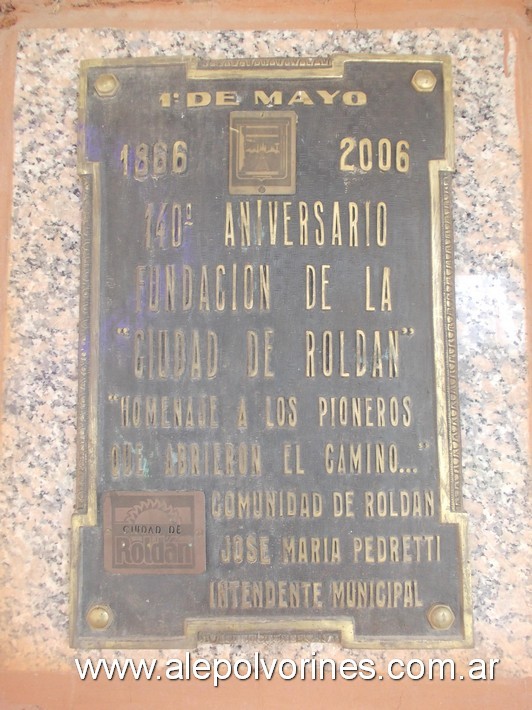 1º DE MAYO
1866 2006
140º ANIVERSARIO
FUNDACION DE LA
"CIUDAD DE ROLDAN"
"HOMENAJE A LOS PIONEROS
QUE ABRIERON EL CAMINO..."
COMUNIDAD DE ROLDAN
CIUDAD DE
Roldán
JOSE MARIA PEDRETTI
INTENDENTE MUNICIPAL
www.alepolvorines.com.ar